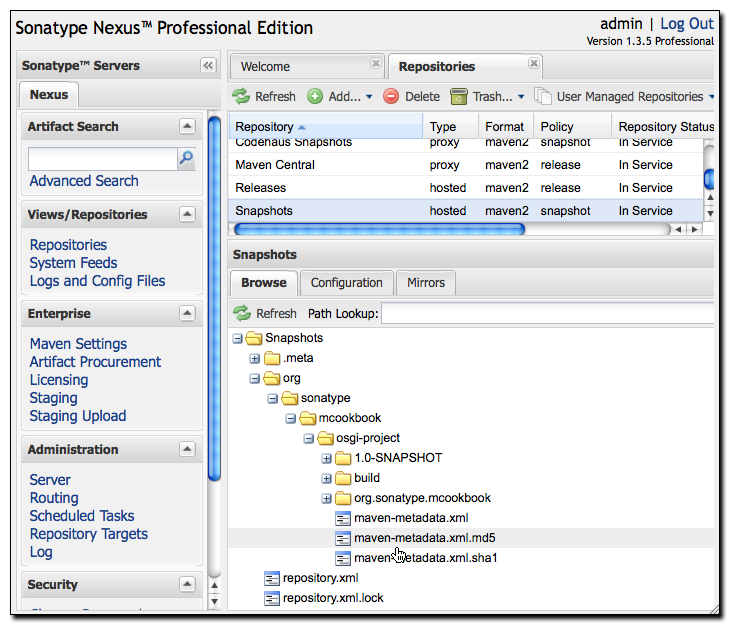 Sonatype Nexus™ Professional Edition
admin | Log Out
Version 1.3.5 Professional
Sonatype™ Servers
Nexus
Artifact Search
Advanced Search
Views/Repositories
Repositories
System Feeds
Logs and Config Files
Enterprise
Maven Settings
Artifact Procurement
Licensing
Staging
Staging Upload
Administration
Server
Routing
Scheduled Tasks
Repository Targets
Log
Security
Welcome
Repositories
Refresh Add... Delete Trash... User Managed Repositories
Repository Type Format Policy Repository Status
Codehaus Snapshots proxy maven2 snapshot In Service
Maven Central proxy maven2 release In Service
Releases hosted maven2 release In Service
Snapshots hosted maven2 snapshot In Service
Snapshots
Browse Configuration Mirrors
Refresh Path Lookup:
Snapshots
.meta
org
sonatype
mcookbook
osgi-project
1.0-SNAPSHOT
build
org.sonatype.mcookbook
maven-metadata.xml
maven-metadata.xml.md5
maven-metadata.xml.sha1
repository.xml
repository.xml.lock